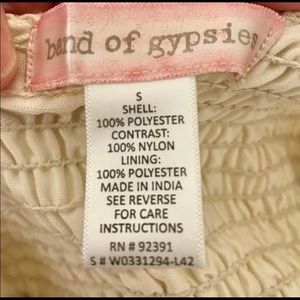 band of gypsies
S
SHELL:
100% POLYESTER
CONTRAST:
100% NYLON
LINING:
100% POLYESTER
MADE IN INDIA
SEE REVERSE
FOR CARE
INSTRUCTIONS
RN # 92391
S # W0331294-L42